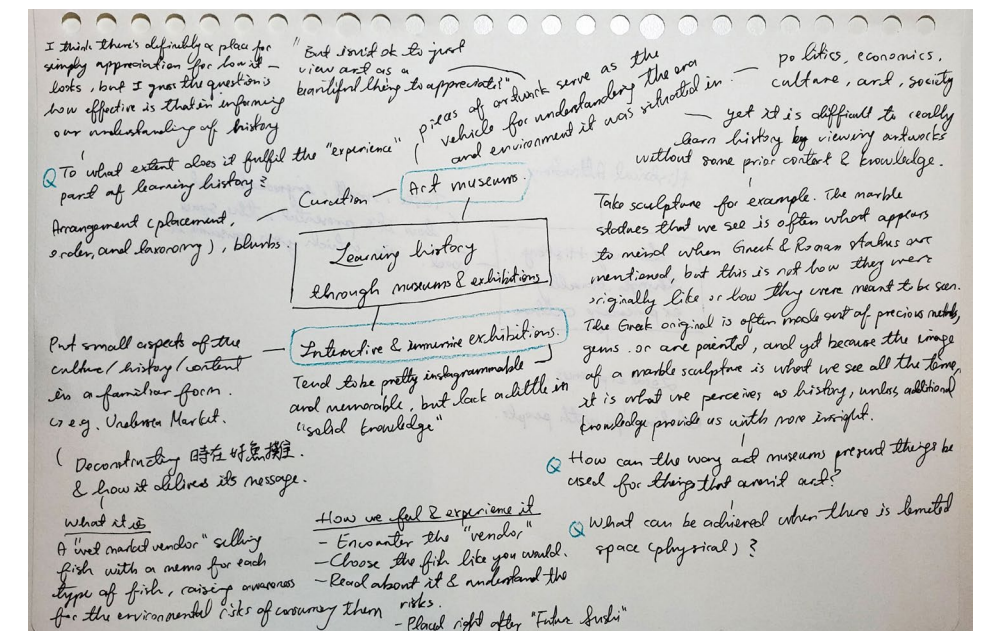 I think there's definitely a place for
simply appreciation for how it
looks, but I guess the question is
how effective is that in informing
our understanding of history
"But isn't ok to just
view art as a
beautiful thing to appreciate?"
pieces of artwork serve as the
vehicle for understanding the era
and environment it was situated in
politics, economics,
culture, art, society
— yet it is difficult to really
learn history by viewing artworks
without some prior context & knowledge.
Q To what extent does it fulfil the "experience"
part of learning history?
Curation — Art museums.
Arrangement (placement,
order, and taxonomy), blurbs
Learning history
through museums & exhibitions
Take sculpture for example. The marble
statues that we see is often what appears
to mind when Greek & Roman statues are
mentioned, but this is not how they were
originally like or how they were meant to be seen.
The Greek original is often made out of precious metals,
gems. or are painted, and yet because the image
of a marble sculpture is what we see all the time,
it is what we perceives as history, unless additional
knowledge provide us with more insight.
Q How can the way art museums present things be
used for things that aren't art?
Q What can be achieved when there is limited
space (physical)?
Interactive & immersive exhibitions.
Tend to be pretty instagrammable
and memorable, but lack a little in
"solid knowledge"
Put small aspects of the
culture/history/content
in a familiar form.
↳ e.g. Market.
Deconstructing 時在好魚攤.
& how it delivers its message.
What it is
A "wet market vendor" selling
fish with a memo for each
type of fish, raising awareness
for the environmental risks of consuming them
How we feel & experience it
- Encounter the "vendor"
- Choose the fish like you would.
- Read about it & understand the
risks.
- Placed right after "Future Sushi"